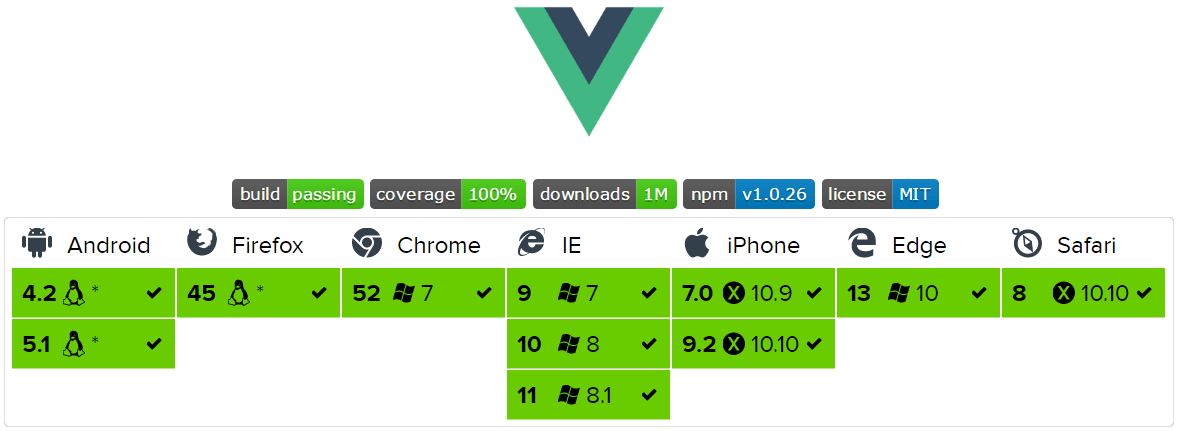 build passing coverage 100% downloads 1M npm v1.0.26 license MIT
Android Firefox Chrome IE iPhone Edge Safari
4.2 * 45 * 52 7 9 7 7.0 X 10.9 13 10 8 X 10.10
5.1 * 10 8 9.2 X 10.10
11 8.1